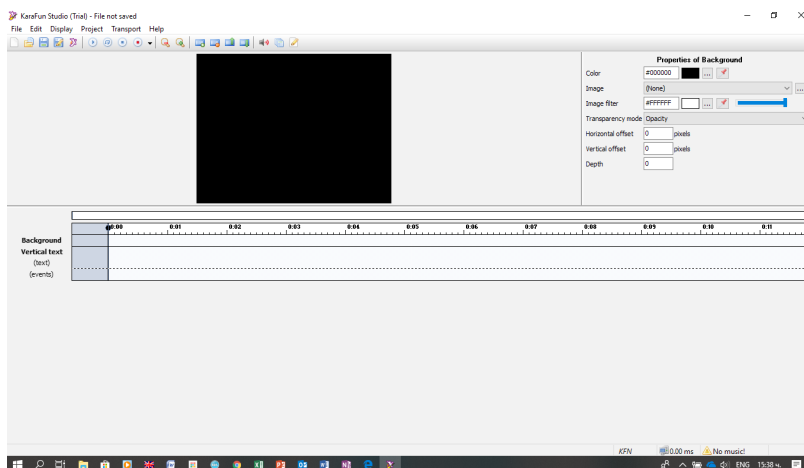 KaraFun Studio (Trial) - File not saved
File Edit Display Project Transport Help
Properties of Background
Color #000000 ...
Image (None) ...
Image filter #FFFFFF ...
Transparency mode Opacity
Horizontal offset 0 pixels
Vertical offset 0 pixels
Depth 0
0:00 0:01 0:02 0:03 0:04 0:05 0:06 0:07 0:08 0:09 0:10 0:11
Background
Vertical text
(text)
(events)
KFN 0.00 ms No music!
ENG 15:38 ч.